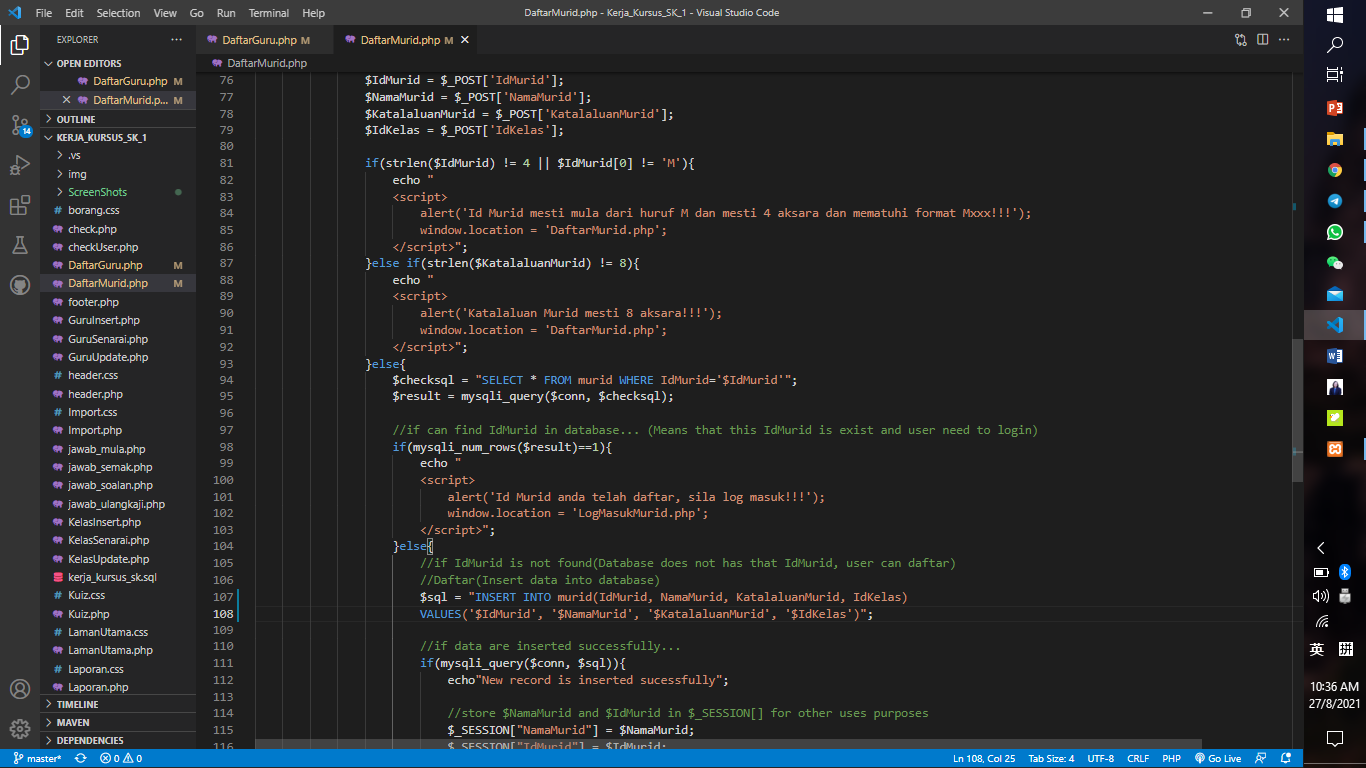 File Edit Selection View Go Run Terminal Help DaftarMurid.php - Kerja_Kursus_SK_1 - Visual Studio Code
EXPLORER
OPEN EDITORS
DaftarGuru.php M
DaftarMurid.p... M
OUTLINE
KERJA_KURSUS_SK_1
.vs
img
ScreenShots
borang.css
check.php
checkUser.php
DaftarGuru.php M
DaftarMurid.php M
footer.php
GuruInsert.php
GuruSenarai.php
GuruUpdate.php
header.css
header.php
Import.css
Import.php
jawab_mula.php
jawab_semak.php
jawab_soalan.php
jawab_ulangkaji.php
KelasInsert.php
KelasSenarai.php
KelasUpdate.php
kerja_kursus_sk.sql
Kuiz.css
Kuiz.php
LamanUtama.css
LamanUtama.php
Laporan.css
Laporan.php
TIMELINE
MAVEN
DEPENDENCIES
14
DaftarGuru.php M DaftarMurid.php M
DaftarMurid.php
76 $IdMurid = $_POST['IdMurid'];
77 $NamaMurid = $_POST['NamaMurid'];
78 $KatalaluanMurid = $_POST['KatalaluanMurid'];
79 $IdKelas = $_POST['IdKelas'];
80
81 if(strlen($IdMurid) != 4 || $IdMurid[0] != 'M'){
82 echo "
83 <script>
84 alert('Id Murid mesti mula dari huruf M dan mesti 4 aksara dan mematuhi format Mxxx!!!');
85 window.location = 'DaftarMurid.php';
86 </script>";
87 }else if(strlen($KatalaluanMurid) != 8){
88 echo "
89 <script>
90 alert('Katalaluan Murid mesti 8 aksara!!!');
91 window.location = 'DaftarMurid.php';
92 </script>";
93 }else{
94 $checksql = "SELECT * FROM murid WHERE IdMurid='$IdMurid'";
95 $result = mysqli_query($conn, $checksql);
96
97 //if can find IdMurid in database... (Means that this IdMurid is exist and user need to login)
98 if(mysqli_num_rows($result)==1){
99 echo "
100 <script>
101 alert('Id Murid anda telah daftar, sila log masuk!!!');
102 window.location = 'LogMasukMurid.php';
103 </script>";
104 }else{
105 //if IdMurid is not found(Database does not has that IdMurid, user can daftar)
106 //Daftar(Insert data into database)
107 $sql = "INSERT INTO murid(IdMurid, NamaMurid, KatalaluanMurid, IdKelas)
108 VALUES('$IdMurid', '$NamaMurid', '$KatalaluanMurid', '$IdKelas')";
109
110 //if data are inserted successfully...
111 if(mysqli_query($conn, $sql)){
112 echo"New record is inserted sucessfully";
113
114 //store $NamaMurid and $IdMurid in $_SESSION[] for other uses purposes
115 $_SESSION["NamaMurid"] = $NamaMurid;
116 $_SESSION["IdMurid"] = $IdMurid;
master* 0 0 Ln 108, Col 25 Tab Size: 4 UTF-8 CRLF PHP Go Live
英
10:36 AM
27/8/2021